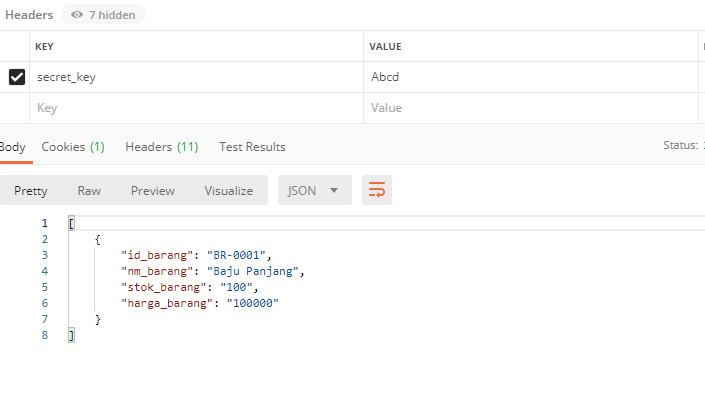 Headers 7 hidden
KEY VALUE
secret_key Abcd
Key Value
Body Cookies (1) Headers (11) Test Results Status:
Pretty Raw Preview Visualize JSON
1 [
2 {
3 "id_barang": "BR-0001",
4 "nm_barang": "Baju Panjang",
5 "stok_barang": "100",
6 "harga_barang": "100000"
7 }
8 ]